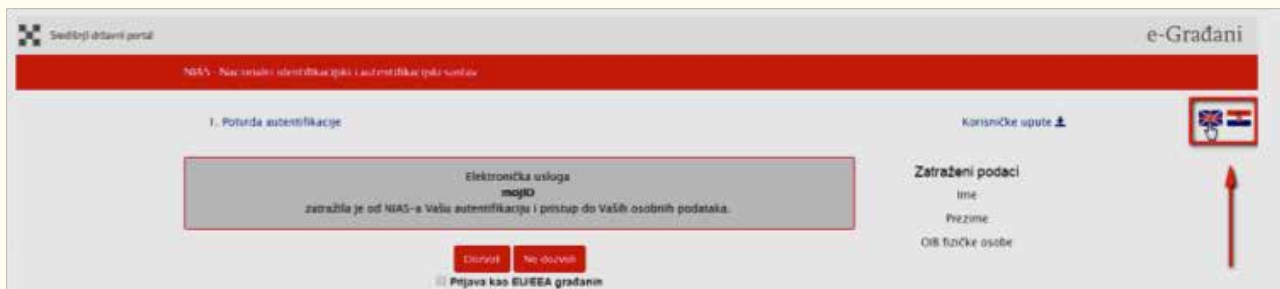 Središnji državni portal
e-Građani
NIAS - Nacionalni identifikacijski i autentifikacijski sustav
1. Potvrda autentifikacije
Korisničke upute
Elektronička usluga
mojID
zatražila je od NIAS-a Vašu autentifikaciju i pristup do Vaših osobnih podataka.
Zatraženi podaci
Ime
Prezime
OIB fizičke osobe
Dozvoli Ne dozvoli
Prijava kao EU/EEA građanin